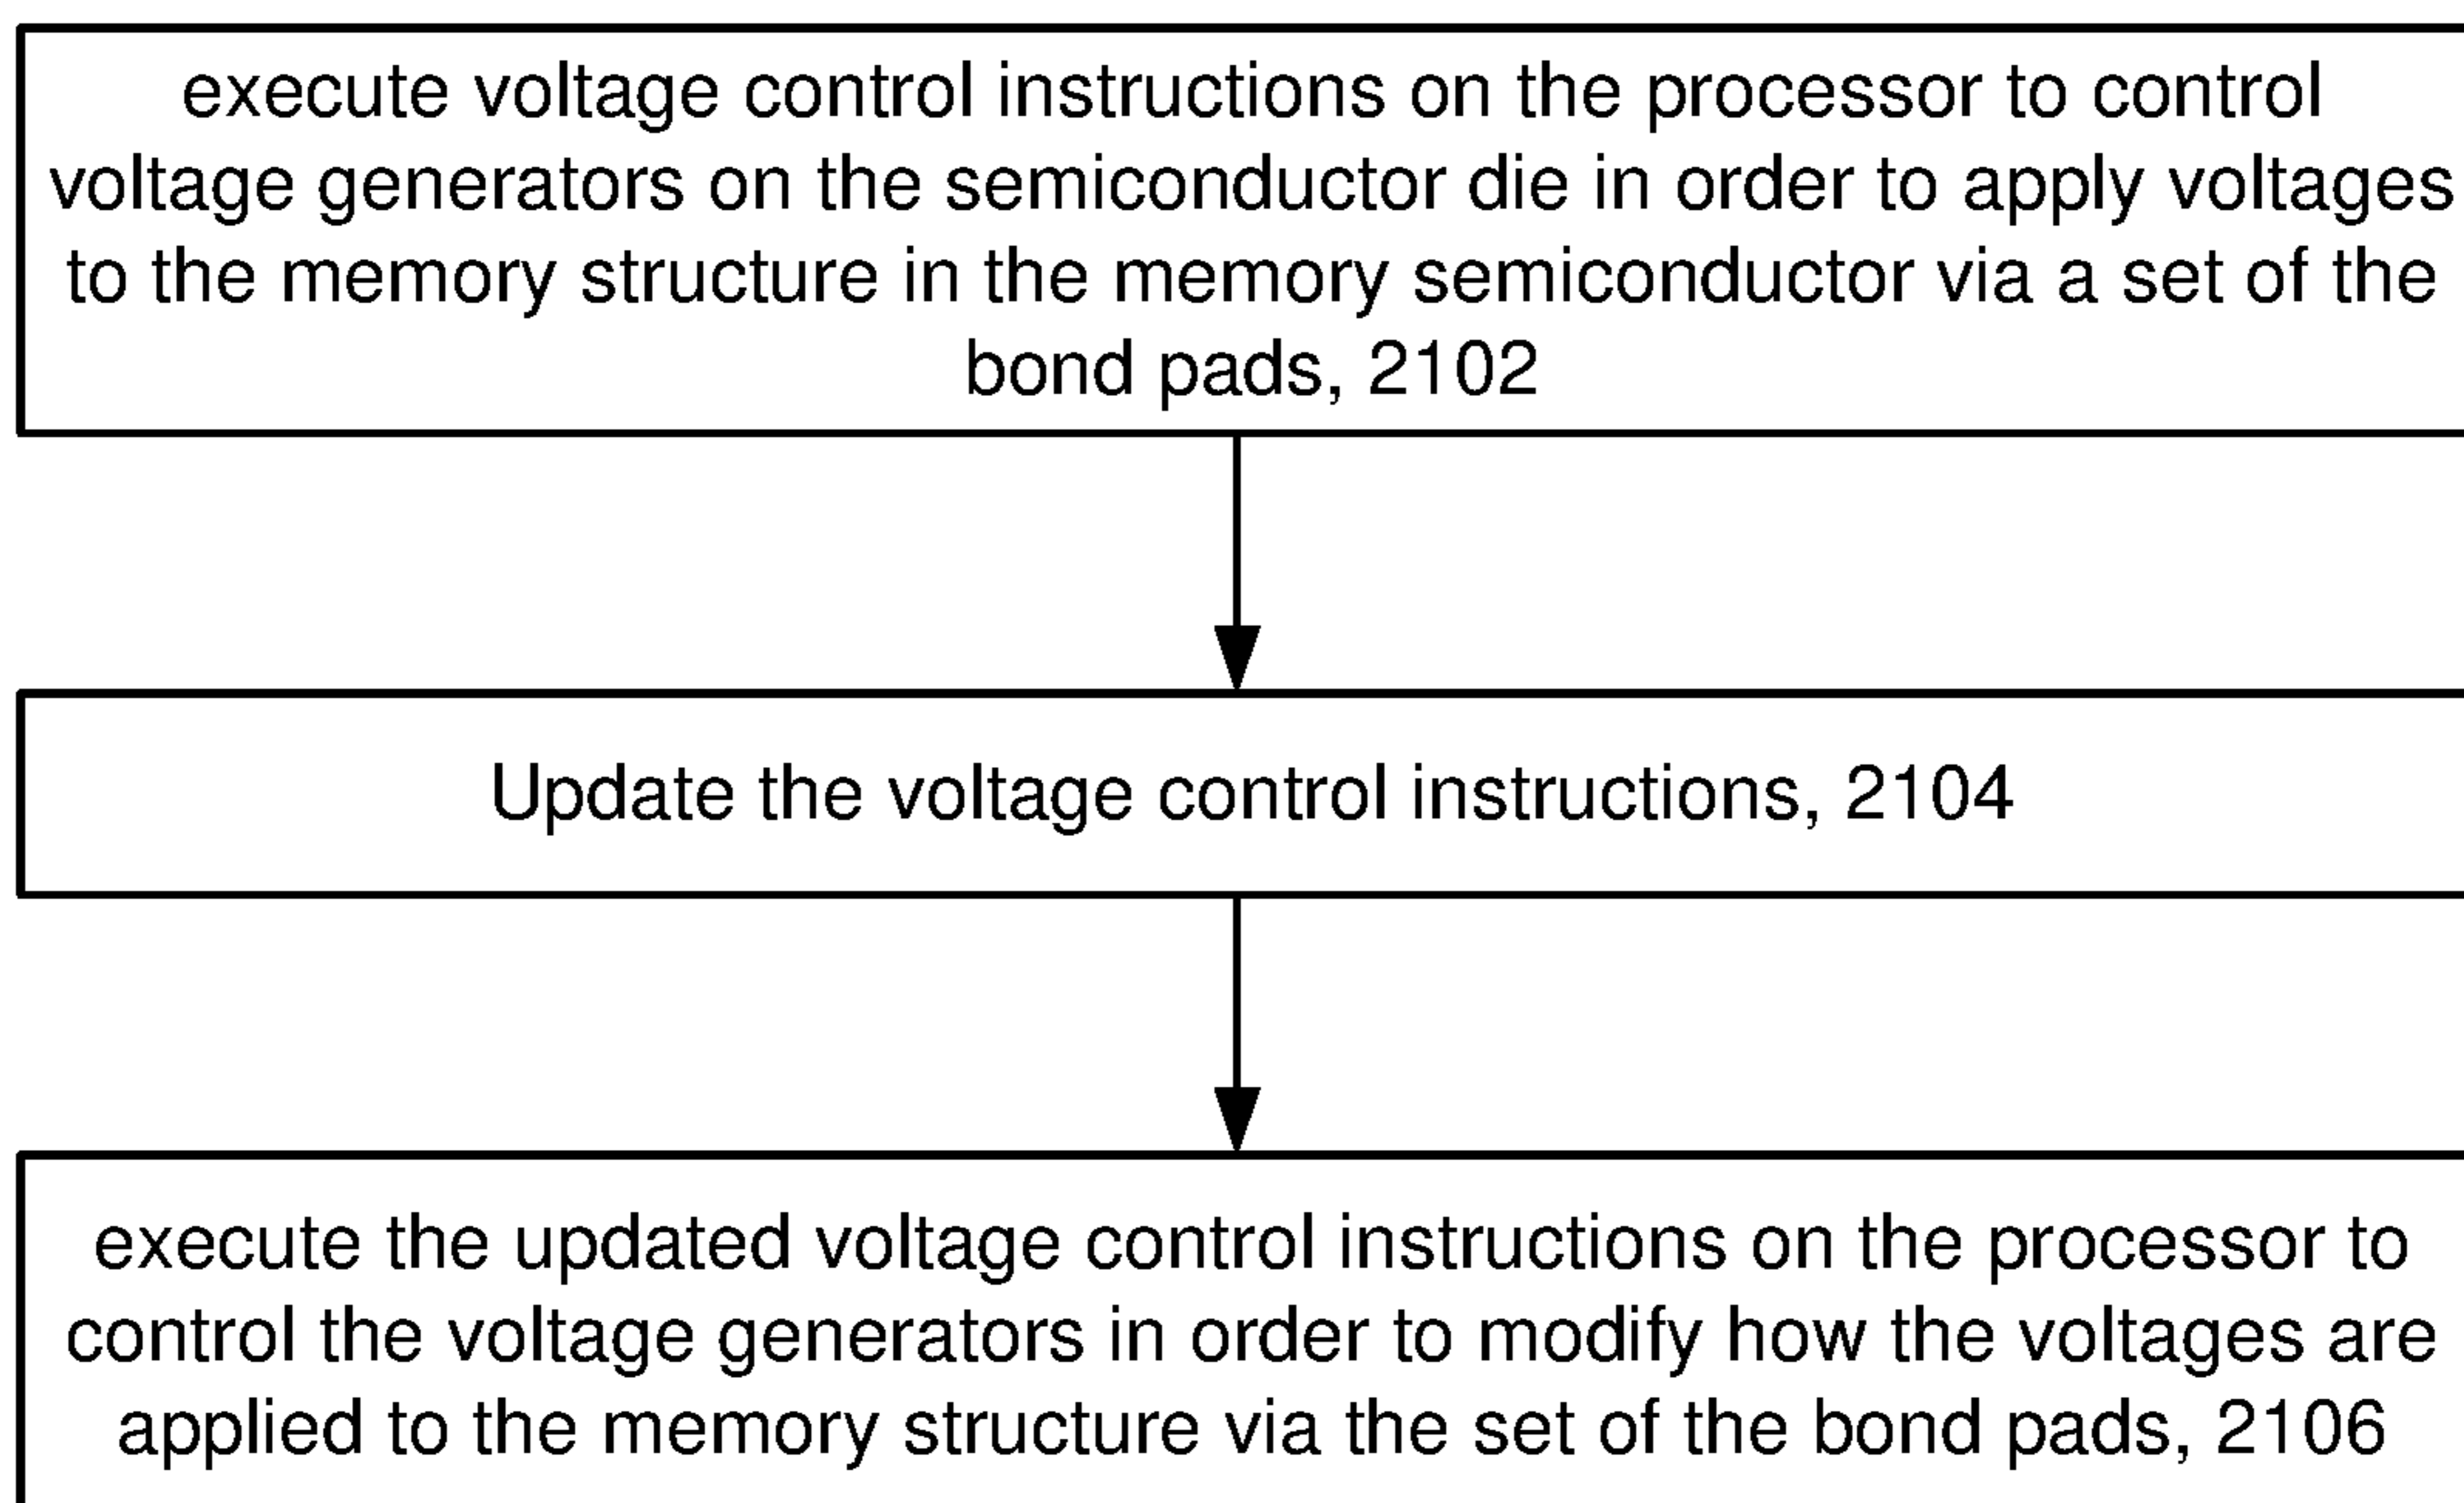 execute voltage control instructions on the processor to control
voltage generators on the semiconductor die in order to apply voltages
to the memory structure in the memory semiconductor via a set of the
bond pads, 2102
Update the voltage control instructions, 2104
execute the updated voltage control instructions on the processor to
control the voltage generators in order to modify how the voltages are
applied to the memory structure via the set of the bond pads, 2106